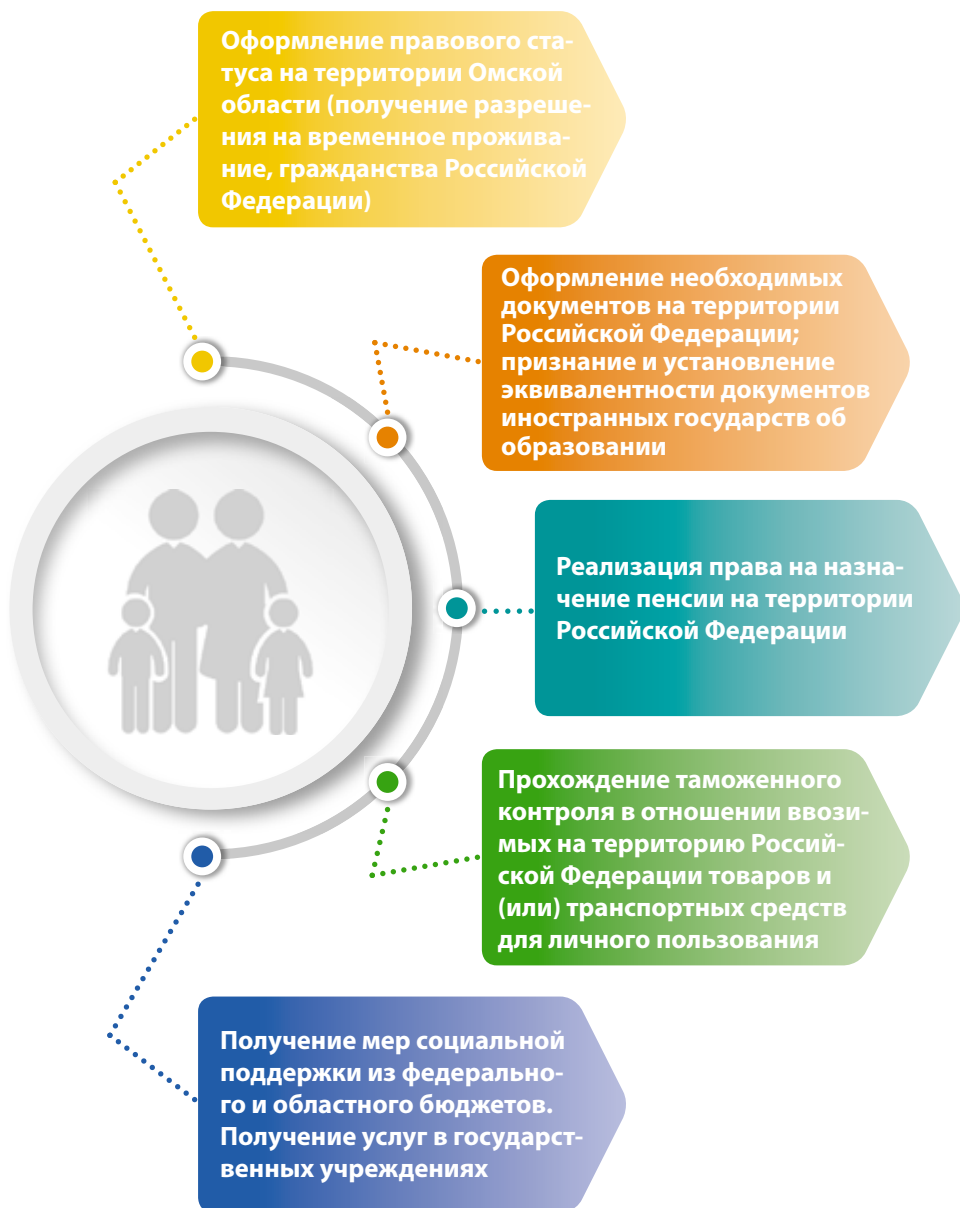 Оформление правового ста-
туса на территории Омской
области (получение разреше-
ния на временное прожива-
ние, гражданства Российской
Федерации)
Оформление необходимых
документов на территории
Российской Федерации;
признание и установление
эквивалентности документов
иностранных государств об
образовании
Реализация права на назна-
чение пенсии на территории
Российской Федерации
Прохождение таможенного
контроля в отношении ввози-
мых на территорию Россий-
ской Федерации товаров и
(или) транспортных средств
для личного пользования
Получение мер социальной
поддержки из федерально-
го и областного бюджетов.
Получение услуг в государст-
венных учреждениях